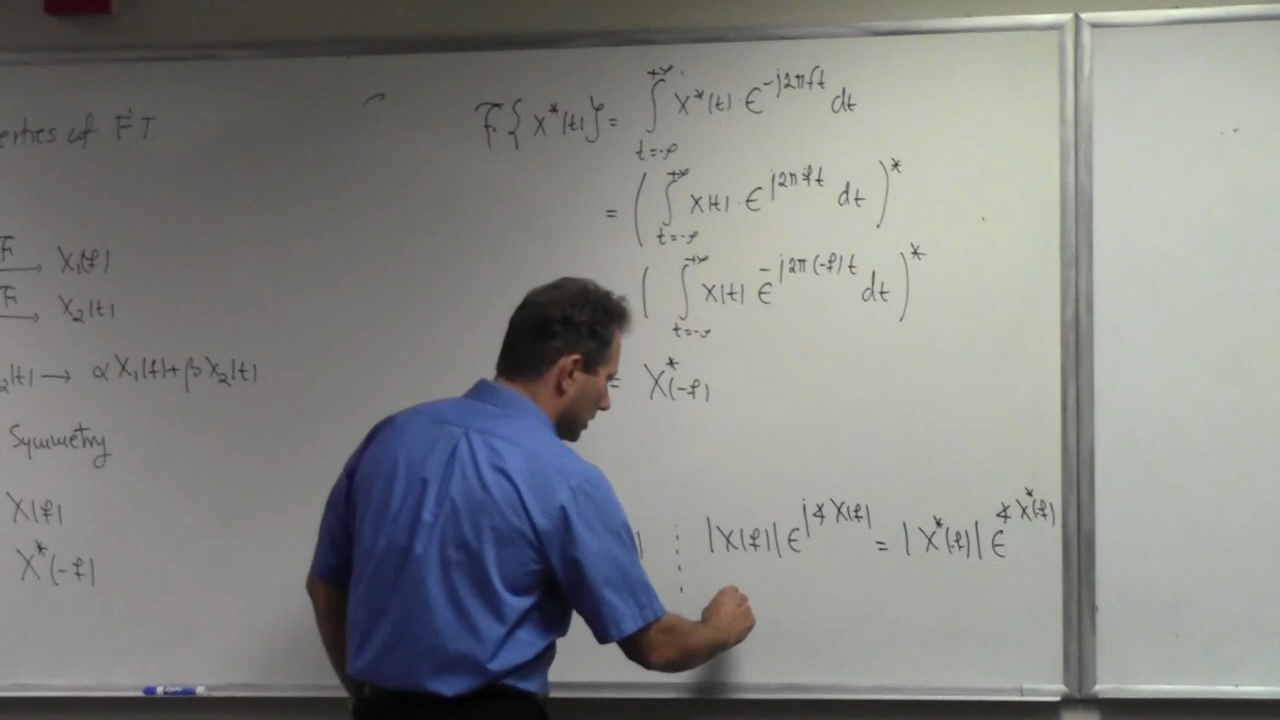 erties of FT
F X₁(f)
F X₂(t)
₂(t) → αX₁(f)+βX₂(t)
Symmetry
X(f)
X*(-f)
F{x*(t)} = ∫_{t=-∞}^{+∞} x*(t)·e^{-j2πft} dt
= (∫_{t=-∞}^{+∞} x(t)·e^{j2πft} dt)*
(∫_{t=-∞}^{+∞} x(t) e^{-j2π(-f)t} dt)*
= X*(-f)
|X(f)| e^{j∡X(f)} = |X*(-f)| e^{∡X*(-f)}